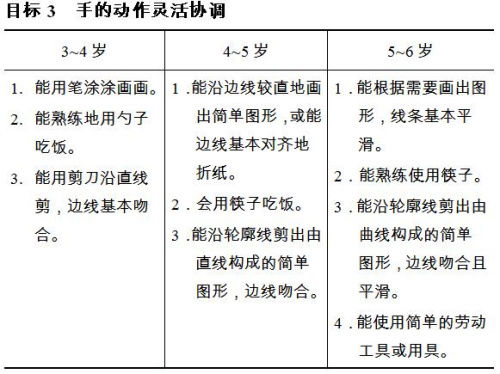 目标 3　手的动作灵活协调
3~4 岁
4~5 岁
5~6 岁
1. 能用笔涂涂画画。
2. 能熟练地用勺子
吃饭。
3. 能用剪刀沿直线
剪，边线基本吻
合。
1．能沿边线较直地画
出简单图形，或能
边线基本对齐地
折纸。
2．会用筷子吃饭。
3．能沿轮廓线剪出由
直线构成的简单
图形，边线吻合。
1．能根据需要画出图
形，线条基本平
滑。
2．能熟练使用筷子。
3．能沿轮廓线剪出由
曲线构成的简单
图形，边线吻合且
平滑。
4．能使用简单的劳动
工具或用具。